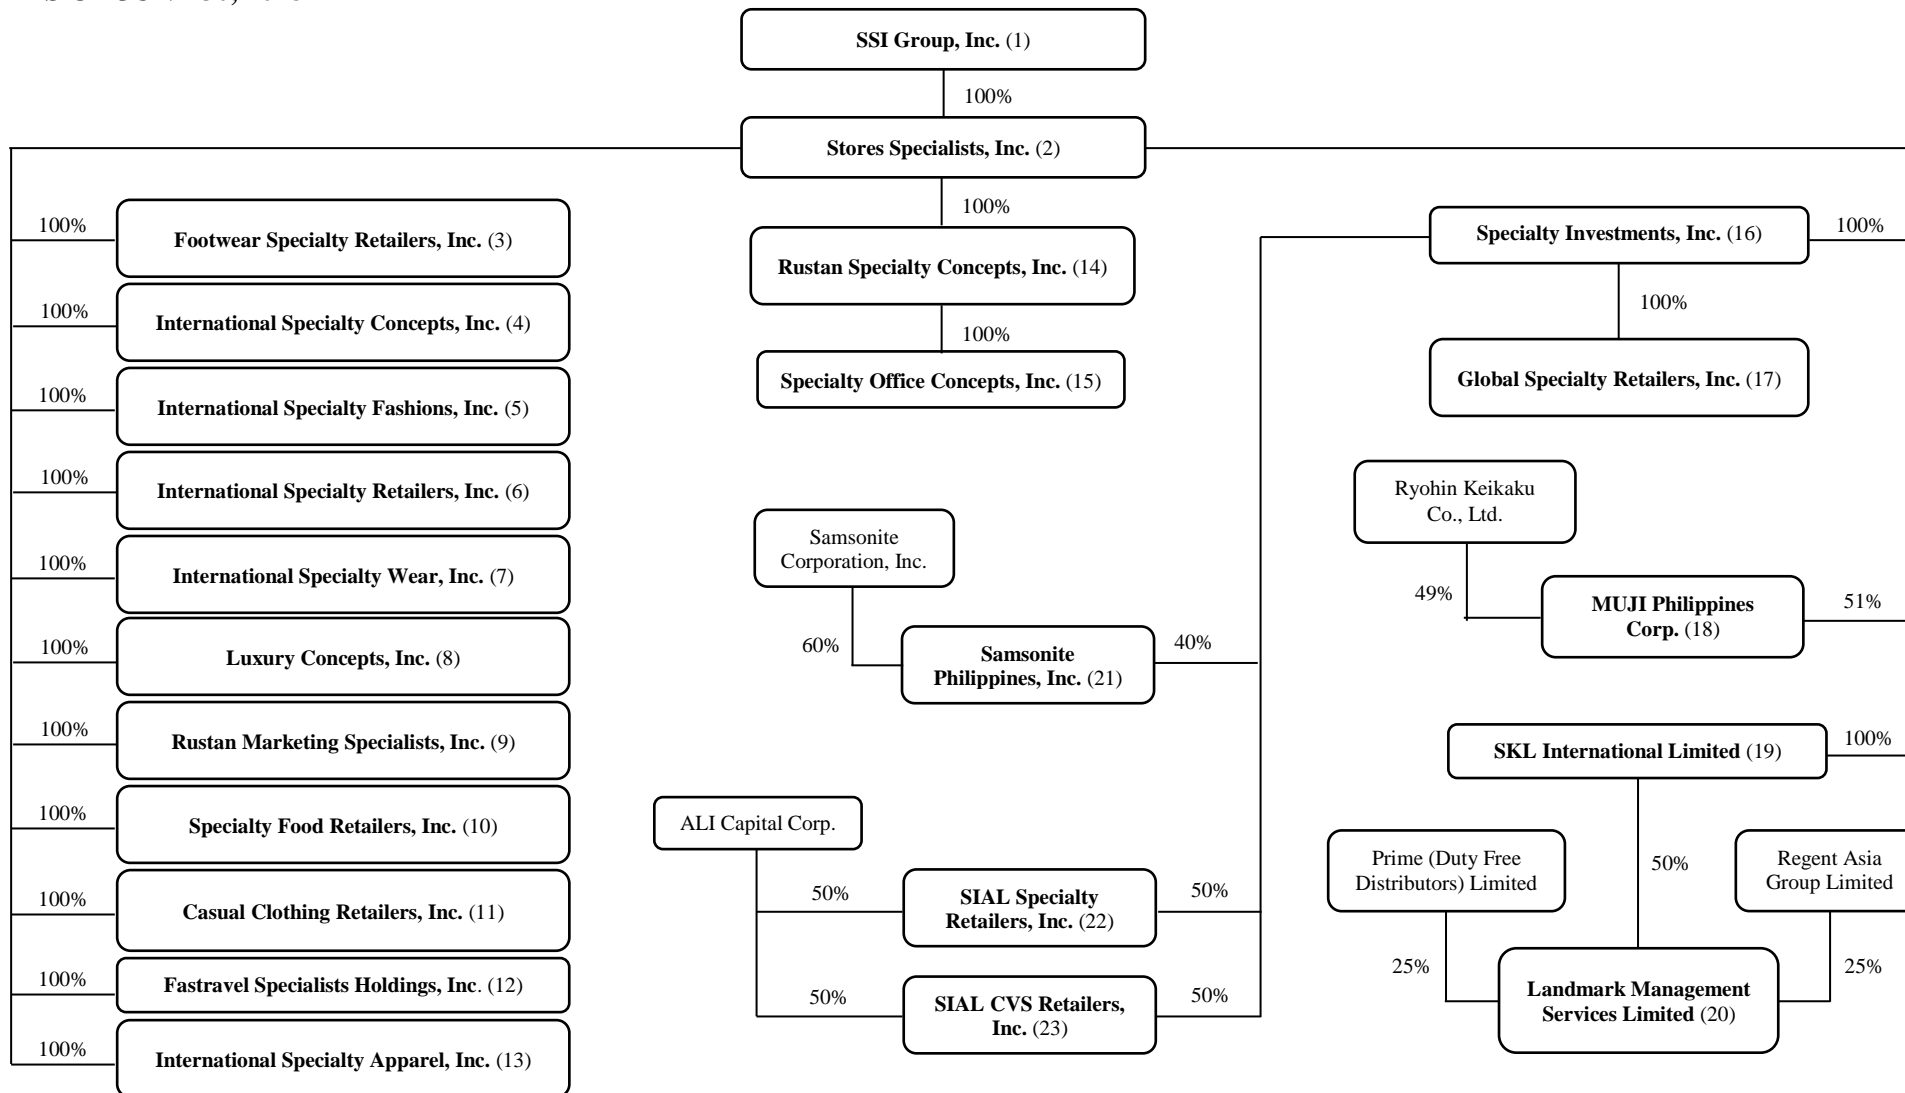 SSI Group, Inc. (1)
100%
Stores Specialists, Inc. (2)
100%
Footwear Specialty Retailers, Inc. (3)
100%
International Specialty Concepts, Inc. (4)
100%
International Specialty Fashions, Inc. (5)
100%
International Specialty Retailers, Inc. (6)
100%
International Specialty Wear, Inc. (7)
100%
Luxury Concepts, Inc. (8)
100%
Rustan Marketing Specialists, Inc. (9)
100%
Specialty Food Retailers, Inc. (10)
100%
Casual Clothing Retailers, Inc. (11)
100%
Fastravel Specialists Holdings, Inc. (12)
100%
International Specialty Apparel, Inc. (13)
100%
Rustan Specialty Concepts, Inc. (14)
100%
Specialty Office Concepts, Inc. (15)
Samsonite
Corporation, Inc.
60%
Samsonite
Philippines, Inc. (21)
40%
ALI Capital Corp.
50%
SIAL Specialty
Retailers, Inc. (22)
50%
50%
SIAL CVS Retailers,
Inc. (23)
50%
Specialty Investments, Inc. (16)
100%
100%
Global Specialty Retailers, Inc. (17)
Ryohin Keikaku
Co., Ltd.
49%
MUJI Philippines
Corp. (18)
51%
SKL International Limited (19)
100%
Prime (Duty Free
Distributors) Limited
50%
Regent Asia
Group Limited
25%
Landmark Management
Services Limited (20)
25%